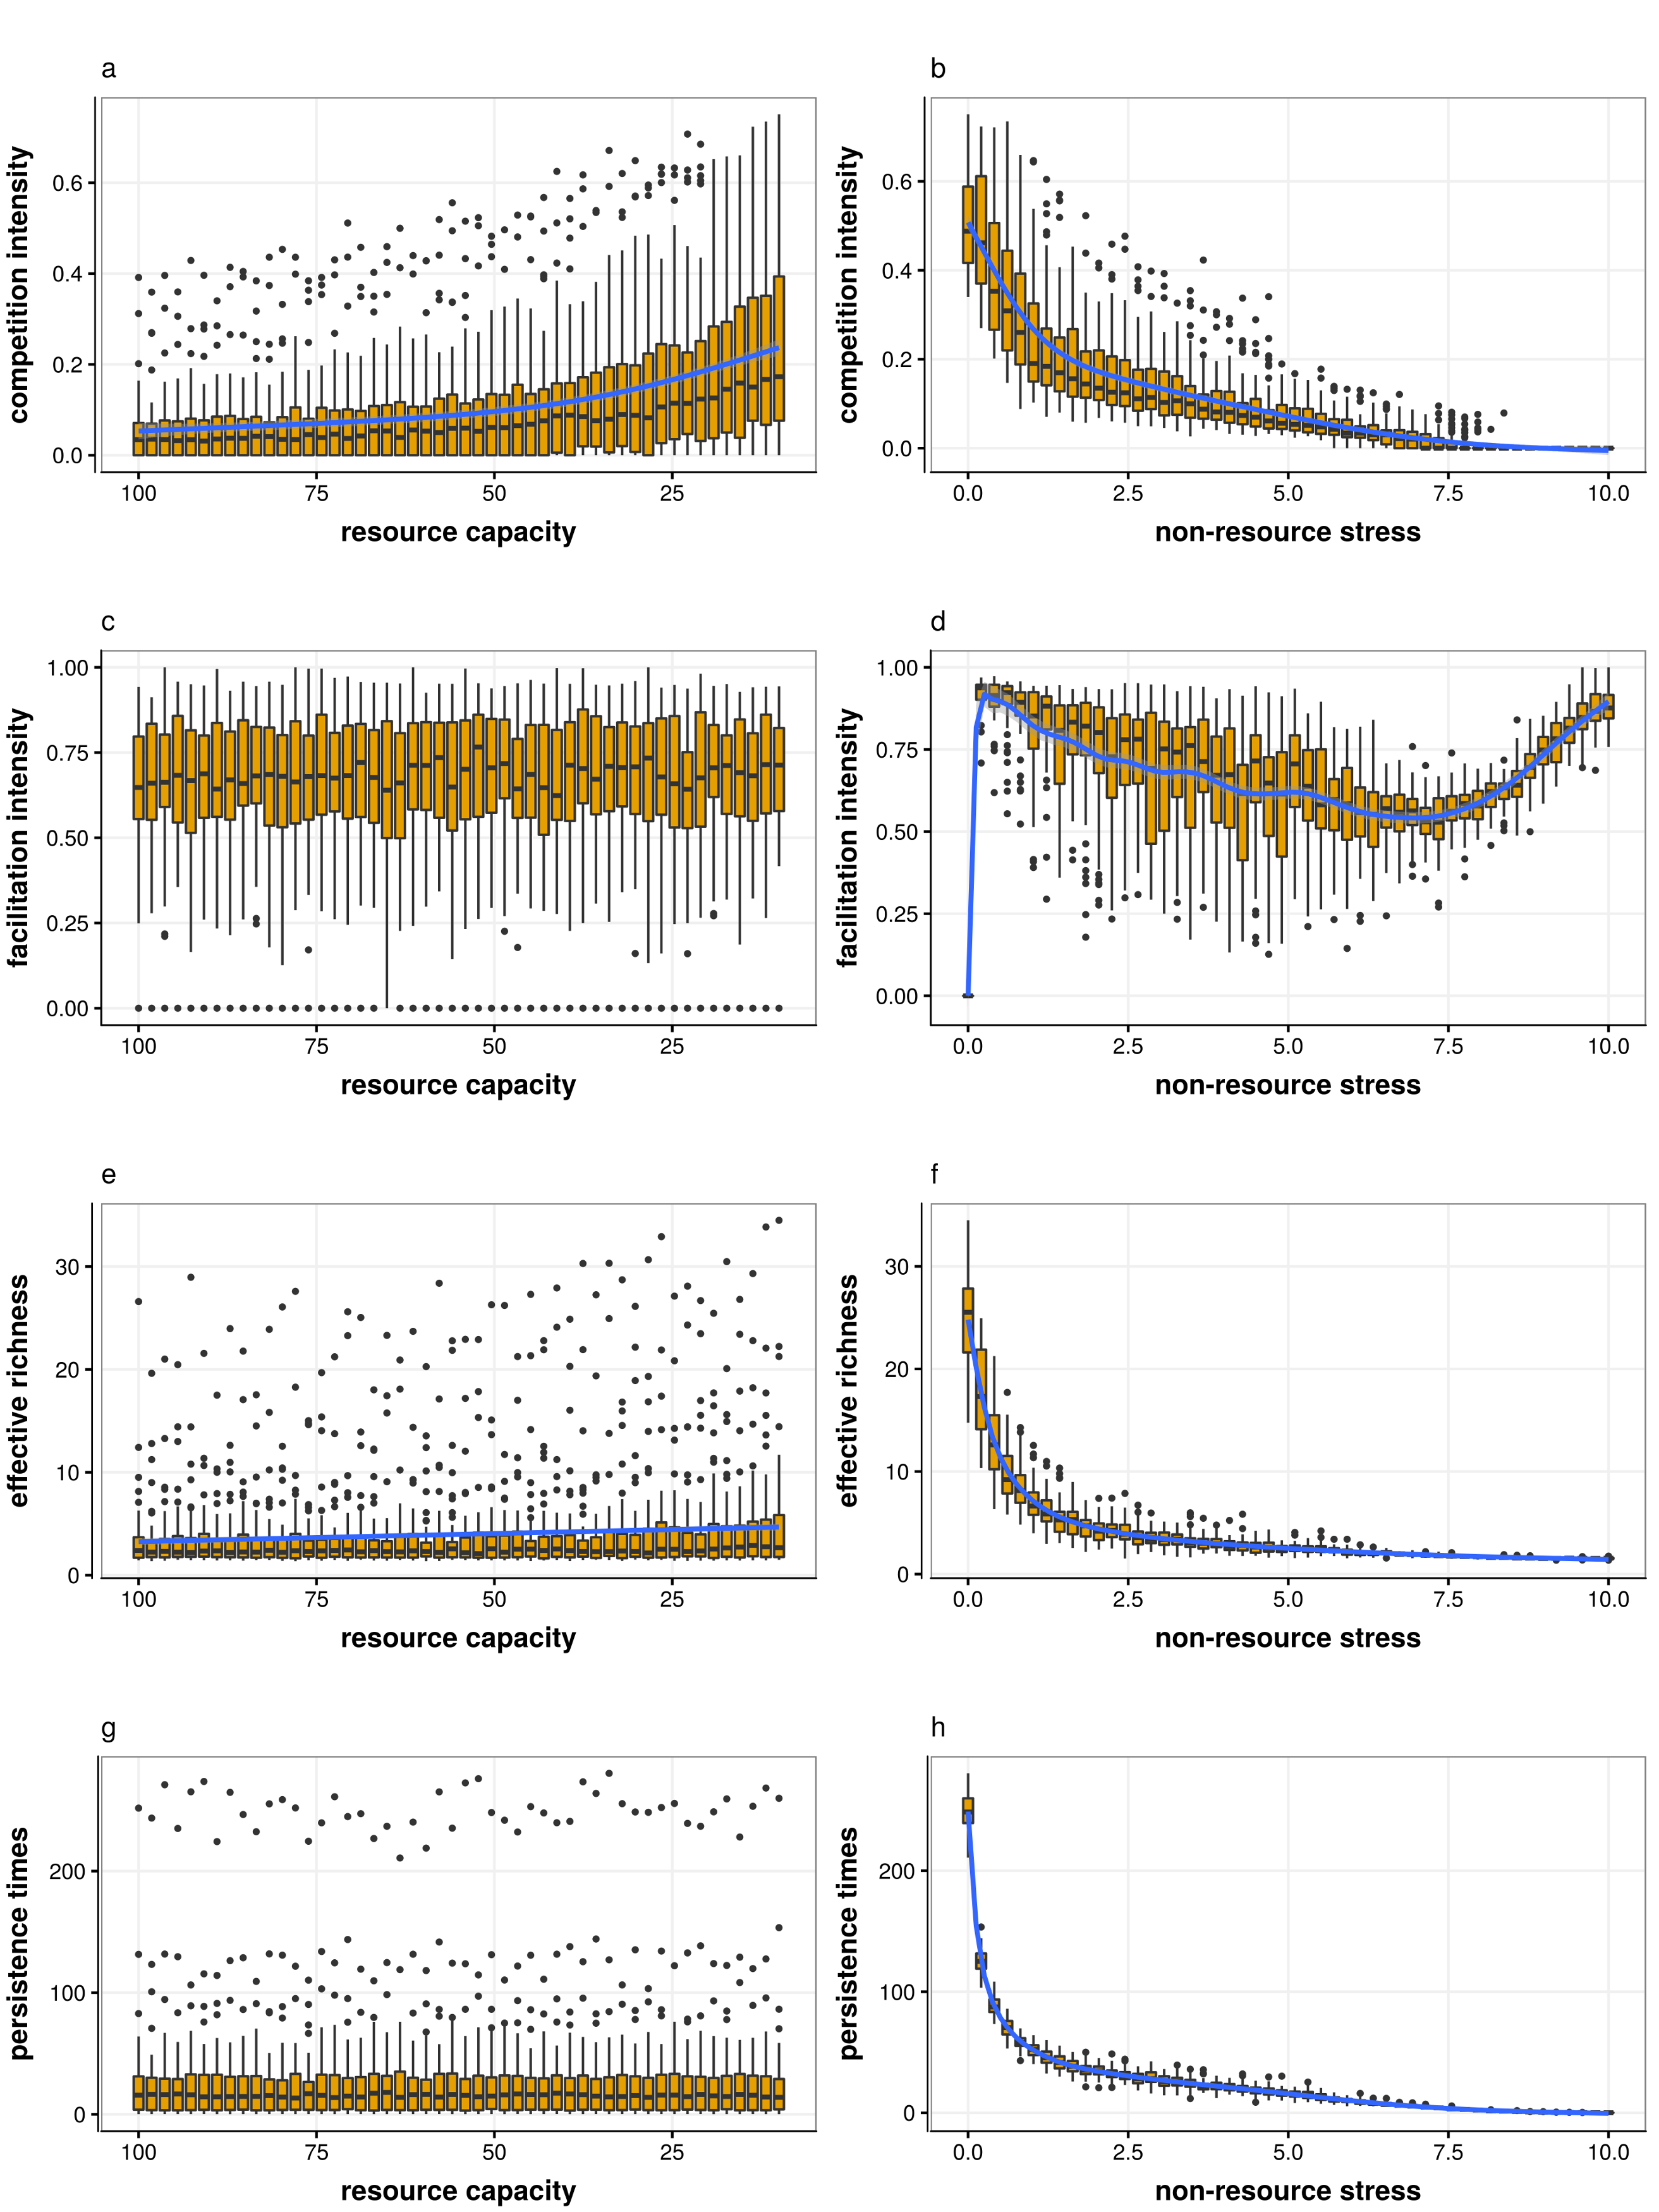 a
competition intensity
0.6
0.4
0.2
0.0
100 75 50 25
resource capacity
b
competition intensity
0.6
0.4
0.2
0.0
0.0 2.5 5.0 7.5 10.0
non-resource stress
c
facilitation intensity
1.00
0.75
0.50
0.25
0.00
100 75 50 25
resource capacity
d
facilitation intensity
1.00
0.75
0.50
0.25
0.00
0.0 2.5 5.0 7.5 10.0
non-resource stress
e
effective richness
30
20
10
0
100 75 50 25
resource capacity
f
effective richness
30
20
10
0
0.0 2.5 5.0 7.5 10.0
non-resource stress
g
persistence times
200
100
0
100 75 50 25
resource capacity
h
persistence times
200
100
0
0.0 2.5 5.0 7.5 10.0
non-resource stress